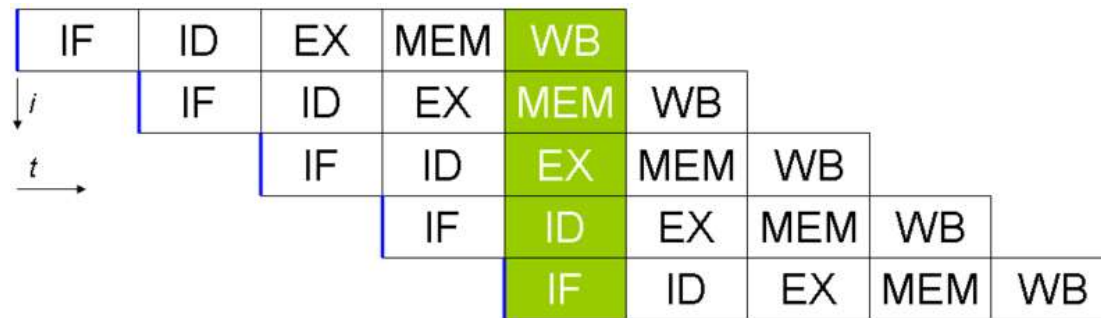 IF ID EX MEM WB
i IF ID EX MEM WB
t IF ID EX MEM WB
IF ID EX MEM WB
IF ID EX MEM WB